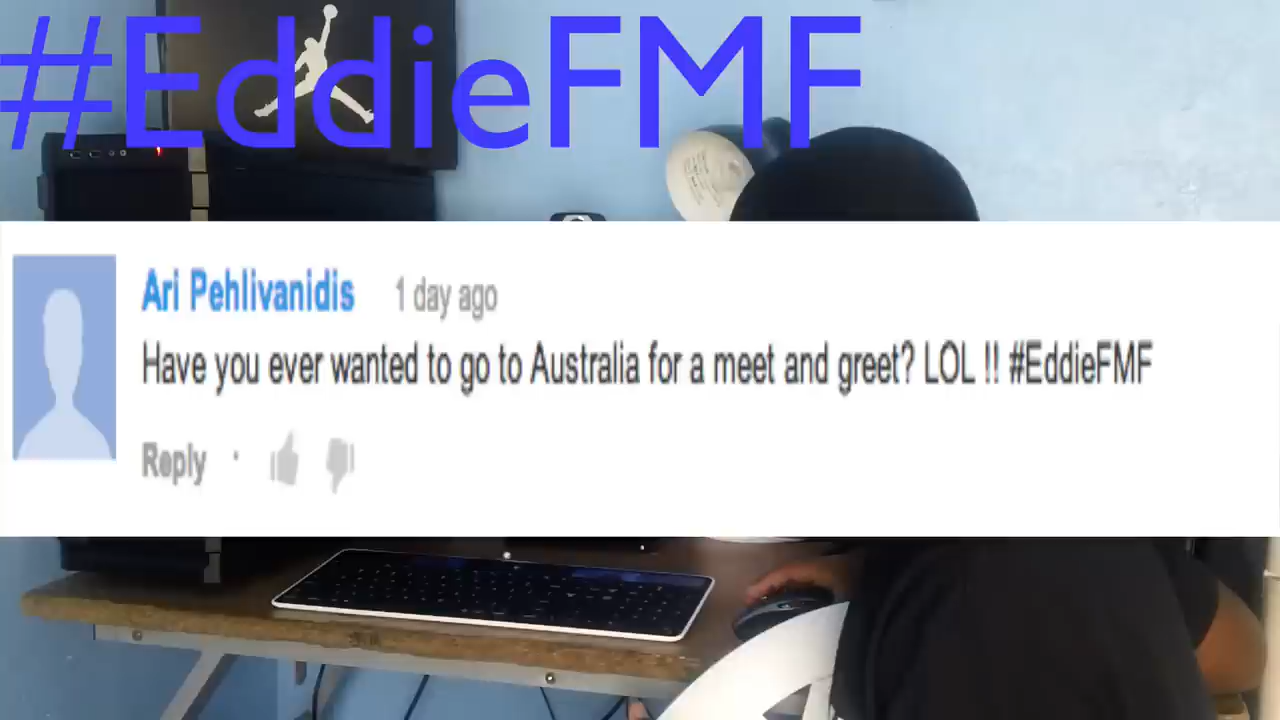 #EddieFMF
Ari Pehlivanidis 1 day ago
Have you ever wanted to go to Australia for a meet and greet? LOL !! #EddieFMF
Reply ·